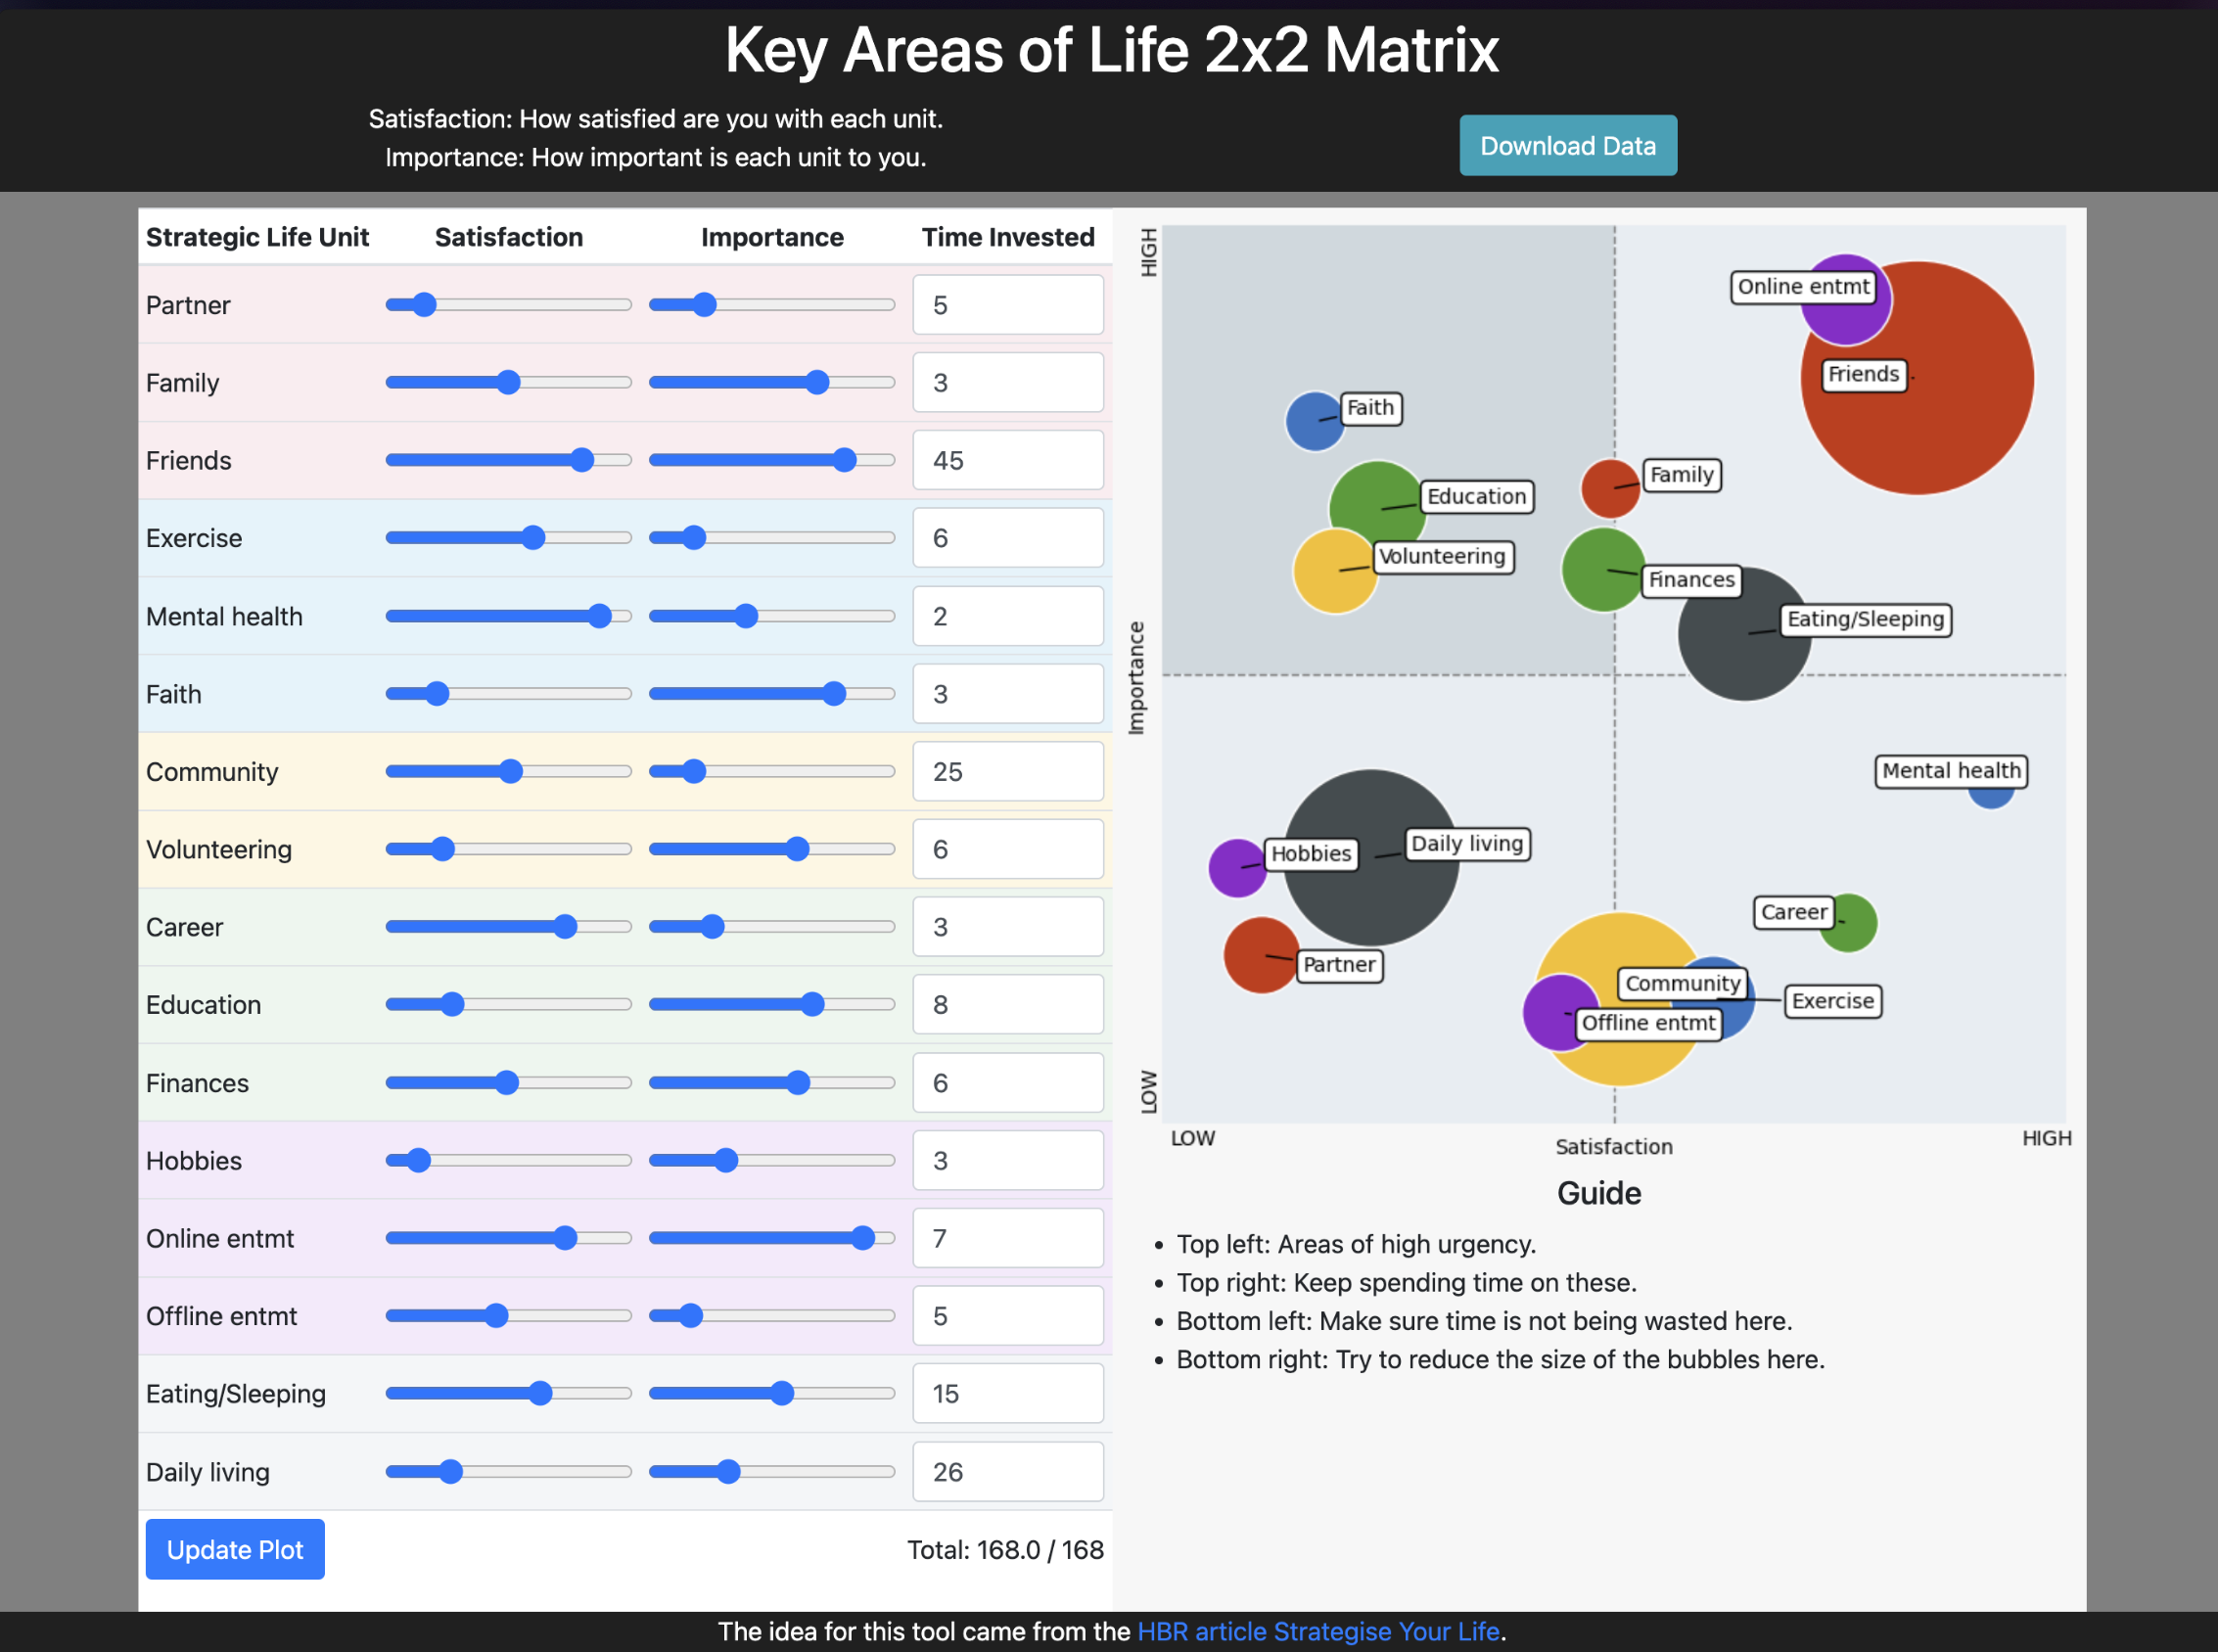 Key Areas of Life 2x2 Matrix
Satisfaction: How satisfied are you with each unit.
Importance: How important is each unit to you.
Download Data
Strategic Life Unit Satisfaction Importance Time Invested
Partner 5
Family 3
Friends 45
Exercise 6
Mental health 2
Faith 3
Community 25
Volunteering 6
Career 3
Education 8
Finances 6
Hobbies 3
Online entmt 7
Offline entmt 5
Eating/Sleeping 15
Daily living 26
Update Plot
Total: 168.0 / 168
HIGH
Importance
LOW
Online entmt
Friends
Faith
Family
Education
Volunteering
Finances
Eating/Sleeping
Mental health
Daily living
Hobbies
Career
Partner
Community
Exercise
Offline entmt
LOW
Satisfaction
HIGH
Guide
• Top left: Areas of high urgency.
• Top right: Keep spending time on these.
• Bottom left: Make sure time is not being wasted here.
• Bottom right: Try to reduce the size of the bubbles here.
The idea for this tool came from the HBR article Strategise Your Life.